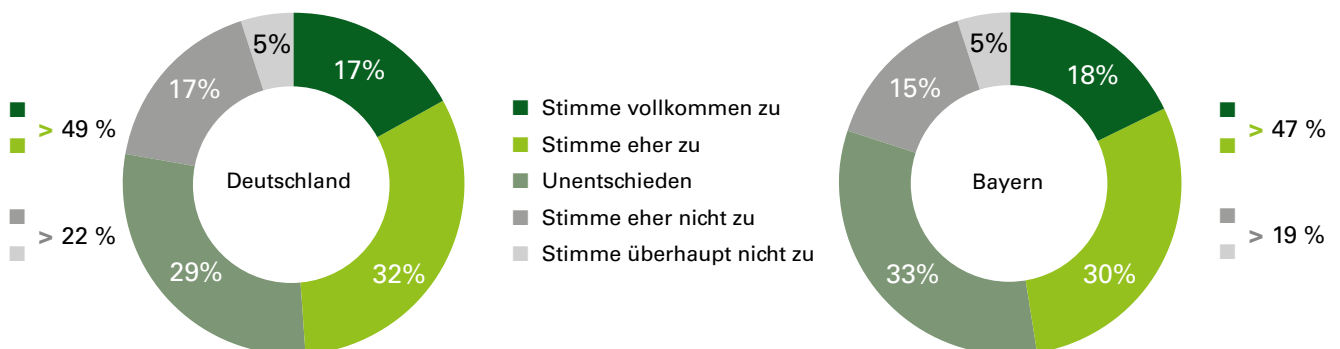 5%
17%
17%
29%
32%
Deutschland
> 49 %
> 22 %
Stimme vollkommen zu
Stimme eher zu
Unentschieden
Stimme eher nicht zu
Stimme überhaupt nicht zu
5%
18%
15%
33%
30%
Bayern
> 47 %
> 19 %